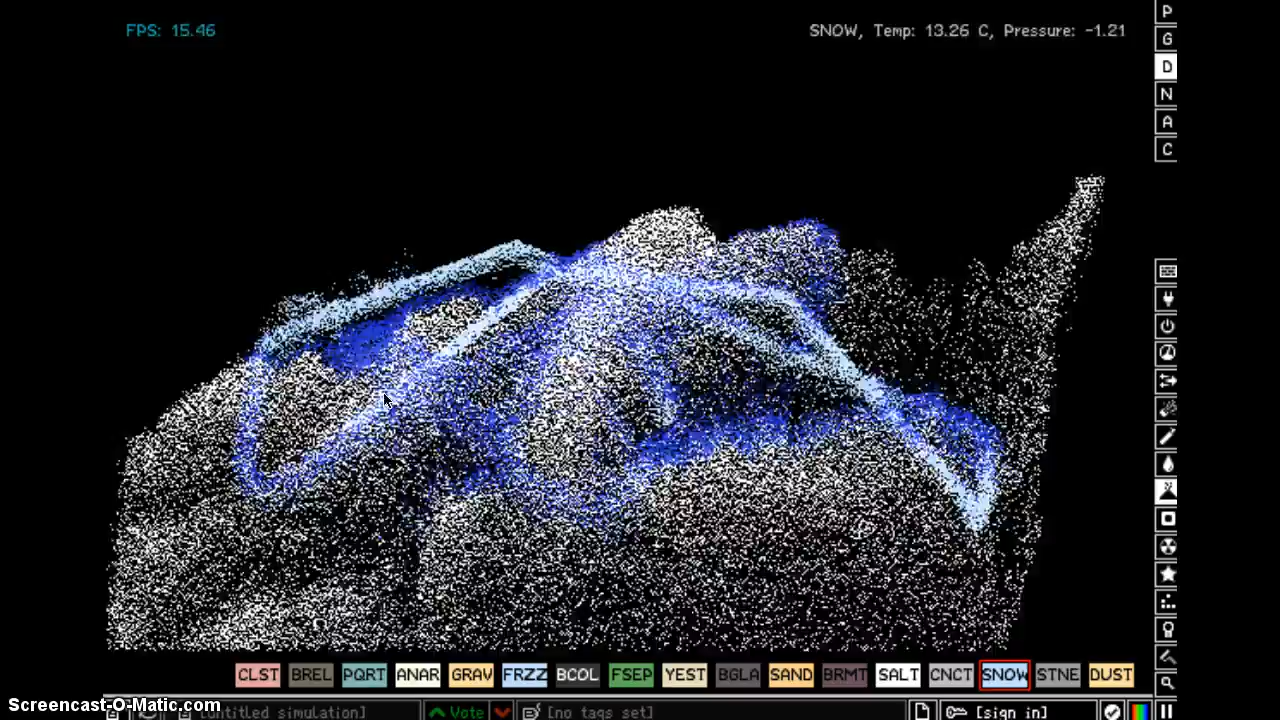 FPS: 15.46
SNOW, Temp: 13.26 C, Pressure: -1.21
P
G
D
N
A
C
CLST BREL PQRT ANAR GRAV FRZZ BCOL FSEP YEST BGLA SAND BRMT SALT CNCT SNOW STNE DUST
Screencast-O-Matic.com
[untitled simulation] Vote [no tags set] [sign in]